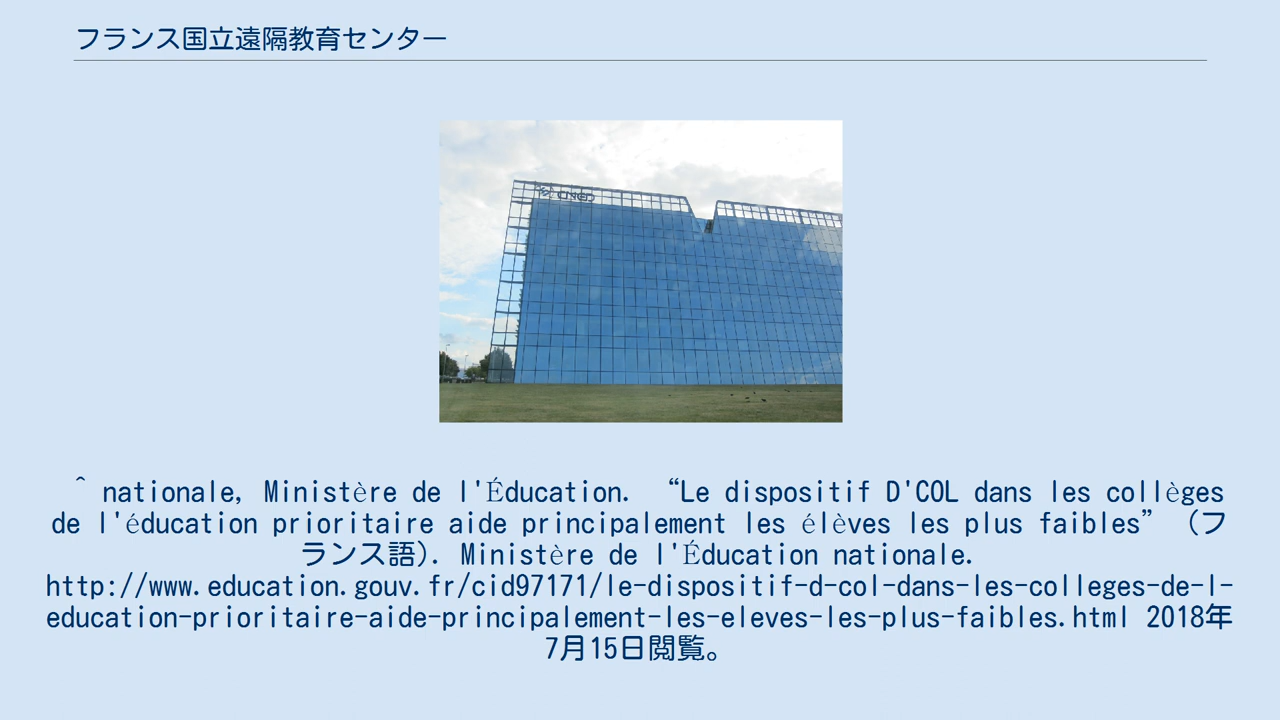 フランス国立遠隔教育センター
CNED
^ nationale, Ministère de l'Éducation. “Le dispositif D'COL dans les collèges
de l'éducation prioritaire aide principalement les élèves les plus faibles” （フ
ランス語). Ministère de l'Éducation nationale.
http://www.education.gouv.fr/cid97171/le-dispositif-d-col-dans-les-colleges-de-l-
education-prioritaire-aide-principalement-les-eleves-les-plus-faibles.html 2018年
7月15日閲覧。